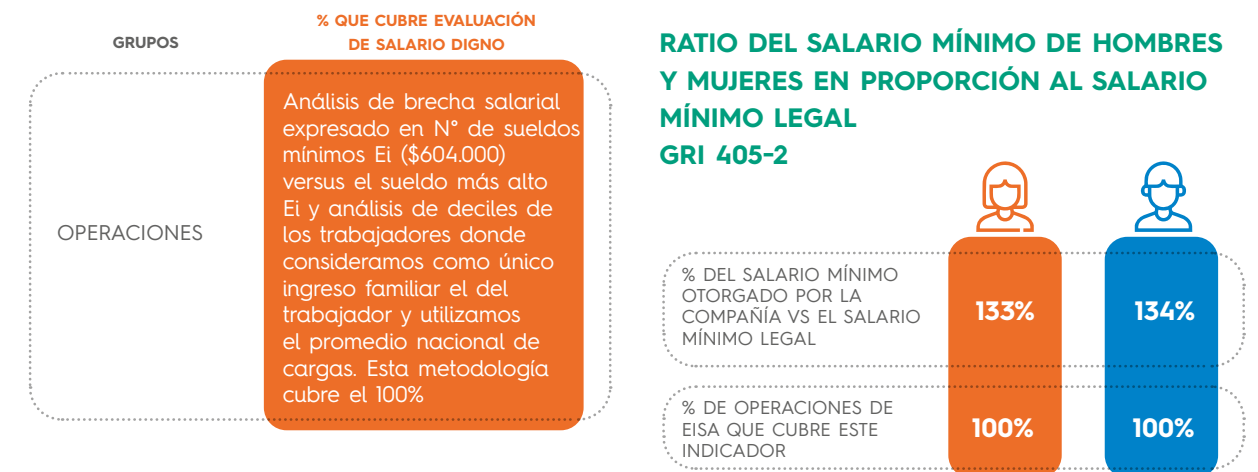 GRUPOS
% QUE CUBRE EVALUACIÓN
DE SALARIO DIGNO
OPERACIONES
Análisis de brecha salarial
expresado en N° de sueldos
mínimos Ei ($604.000)
versus el sueldo más alto
Ei y análisis de deciles de
los trabajadores donde
consideramos como único
ingreso familiar el del
trabajador y utilizamos
el promedio nacional de
cargas. Esta metodología
cubre el 100%
RATIO DEL SALARIO MÍNIMO DE HOMBRES
Y MUJERES EN PROPORCIÓN AL SALARIO
MÍNIMO LEGAL
GRI 405-2
% DEL SALARIO MÍNIMO
OTORGADO POR LA
COMPAÑÍA VS EL SALARIO
MÍNIMO LEGAL
133%
134%
% DE OPERACIONES DE
EISA QUE CUBRE ESTE
INDICADOR
100%
100%